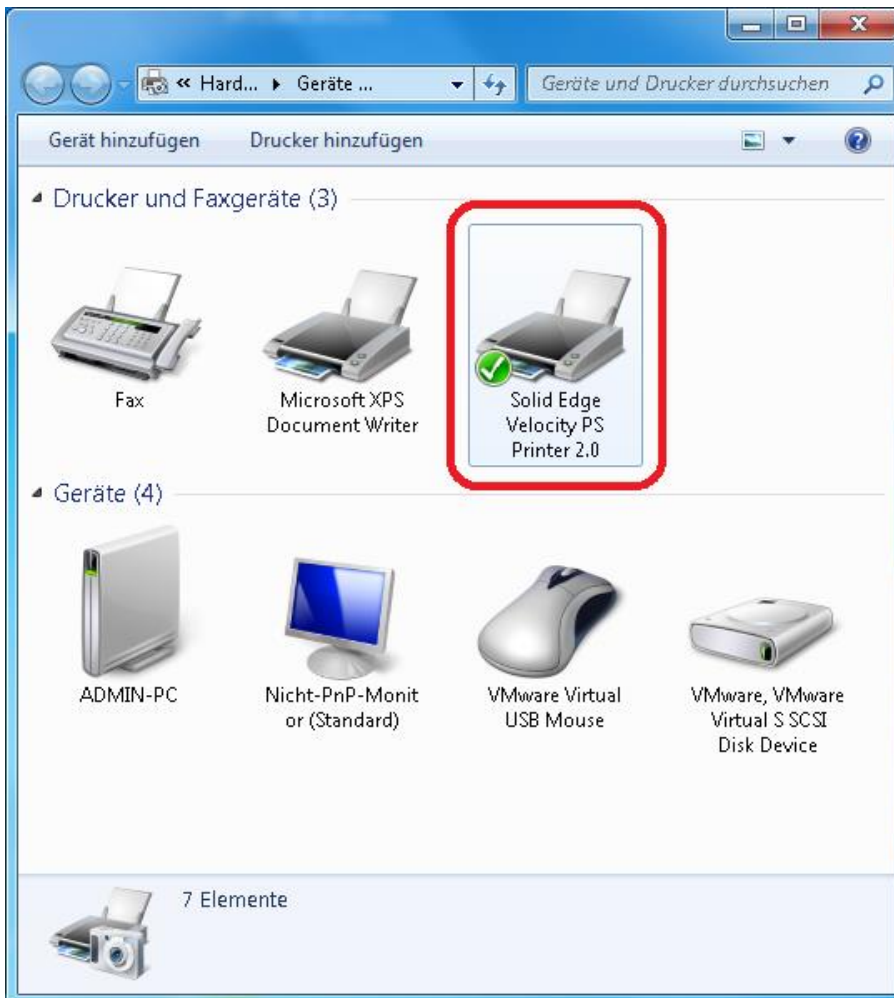 « Hard... ▸ Geräte ...
Geräte und Drucker durchsuchen
Gerät hinzufügen
Drucker hinzufügen
Drucker und Faxgeräte (3)
Fax
Microsoft XPS
Document Writer
Solid Edge
Velocity PS
Printer 2.0
Geräte (4)
ADMIN-PC
Nicht-PnP-Monit
or (Standard)
VMware Virtual
USB Mouse
VMware, VMware
Virtual S SCSI
Disk Device
7 Elemente